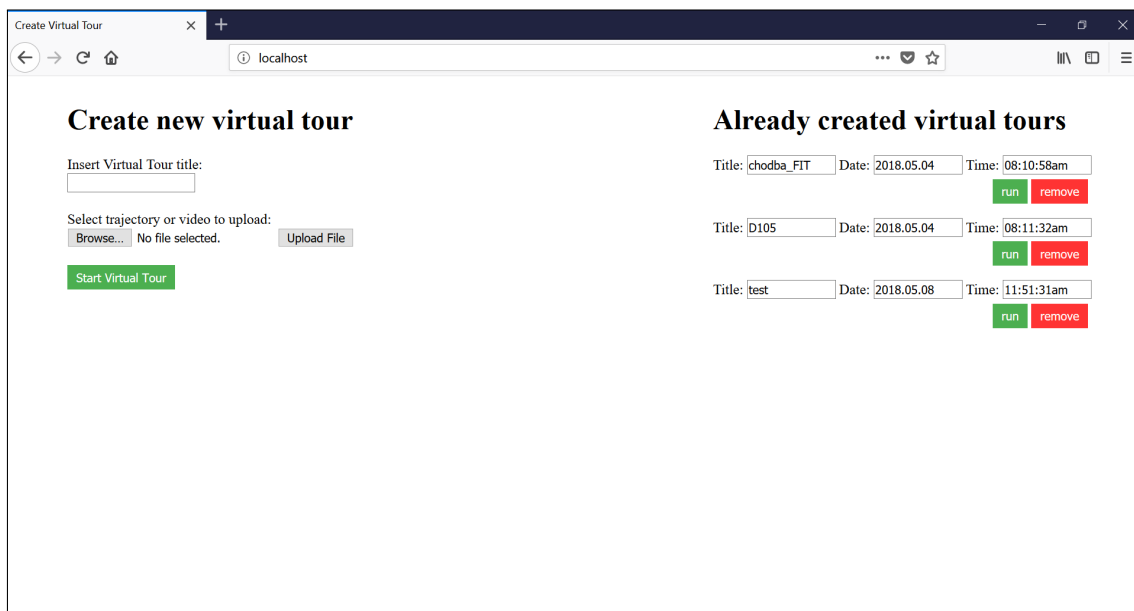 Create Virtual Tour
localhost
Create new virtual tour
Insert Virtual Tour title:
Select trajectory or video to upload:
Browse... No file selected. Upload File
Start Virtual Tour
Already created virtual tours
Title: chodba_FIT Date: 2018.05.04 Time: 08:10:58am
run remove
Title: D105 Date: 2018.05.04 Time: 08:11:32am
run remove
Title: test Date: 2018.05.08 Time: 11:51:31am
run remove